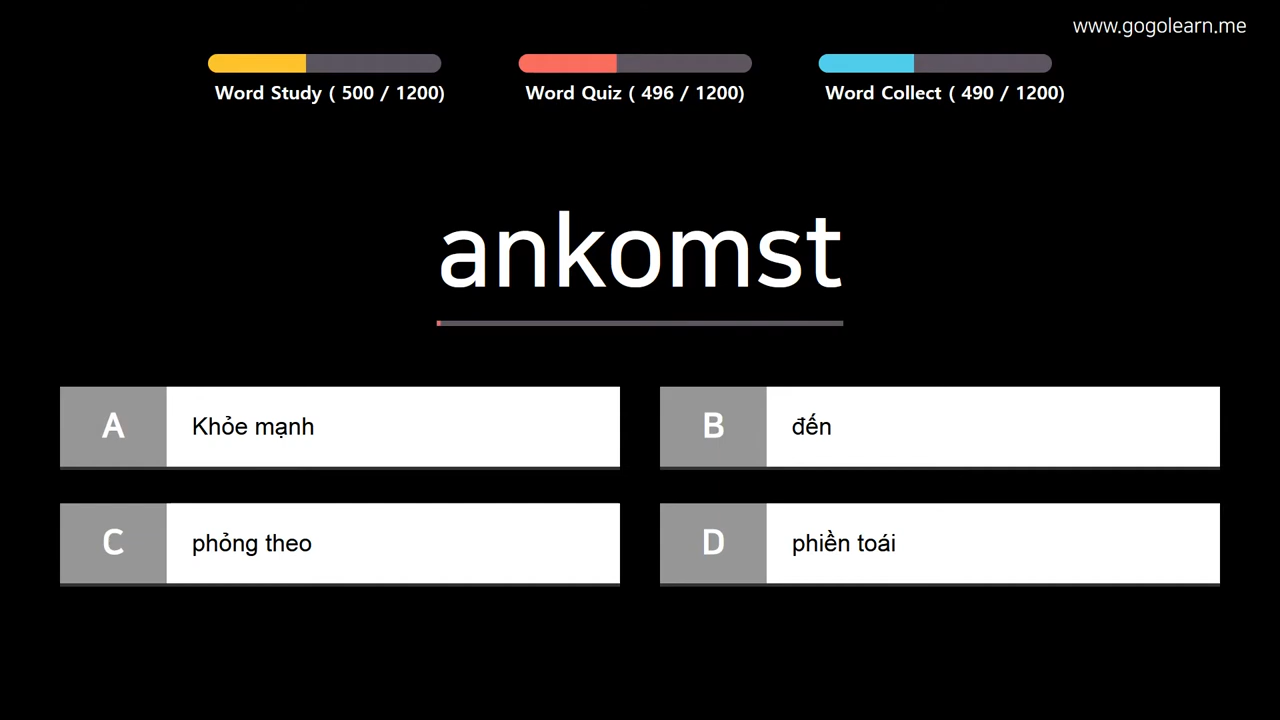 www.gogolearn.me
Word Study ( 500 / 1200)
Word Quiz ( 496 / 1200)
Word Collect ( 490 / 1200)
ankomst
A
Khỏe mạnh
B
đến
C
phỏng theo
D
phiền toái